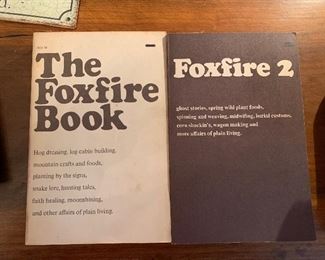 The
Foxfire
Book
Hog dressing, log cabin building,
mountain crafts and foods,
planting by the signs,
snake lore, hunting tales,
faith healing, moonshining,
and other affairs of plain living.
Foxfire 2
ghost stories, spring wild plant foods,
spinning and weaving, midwifing, burial customs,
corn shuckin's, wagon making and
more affairs of plain living.